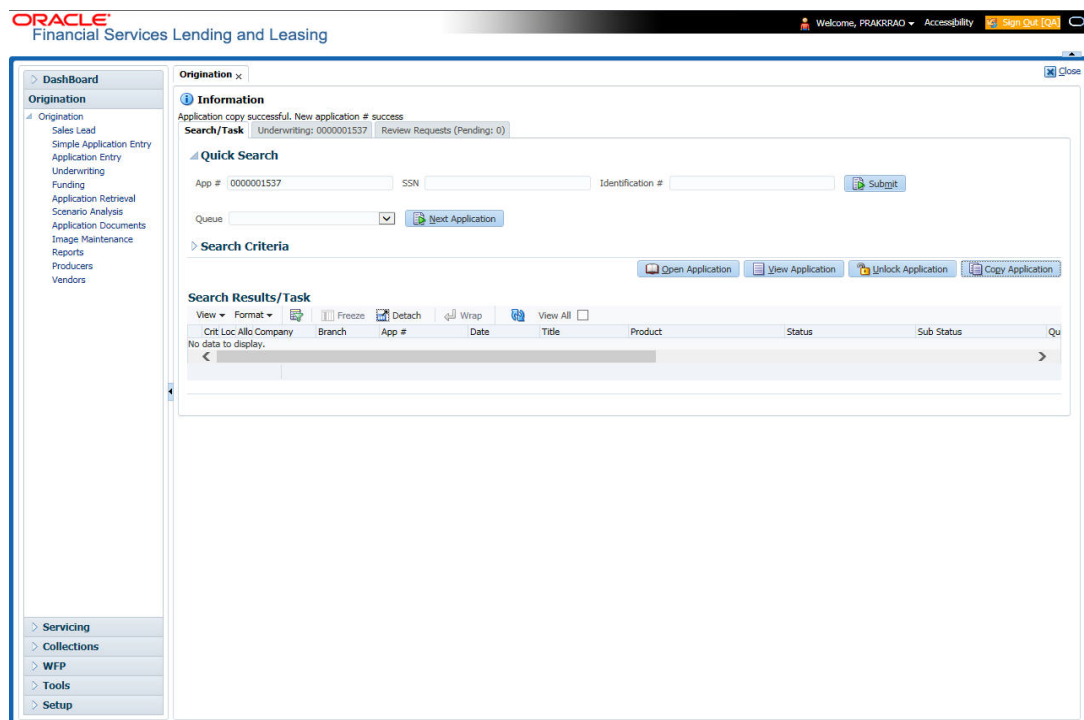 ORACLE
Financial Services Lending and Leasing
Welcome, PRAKRRAO Accessibility Sign Out [QA]
Close
DashBoard
Origination
Origination
Sales Lead
Simple Application Entry
Application Entry
Underwriting
Funding
Application Retrieval
Scenario Analysis
Application Documents
Image Maintenance
Reports
Producers
Vendors
Servicing
Collections
WFP
Tools
Setup
Origination x
Information
Application copy successful. New application # success
Search/Task Underwriting: 0000001537 Review Requests (Pending: 0)
Quick Search
App # 0000001537 SSN Identification # Submit
Queue Next Application
Search Criteria
Open Application View Application Unlock Application Copy Application
Search Results/Task
View Format Freeze Detach Wrap View All
Crit Loc Allo Company Branch App # Date Title Product Status Sub Status Qu
No data to display.